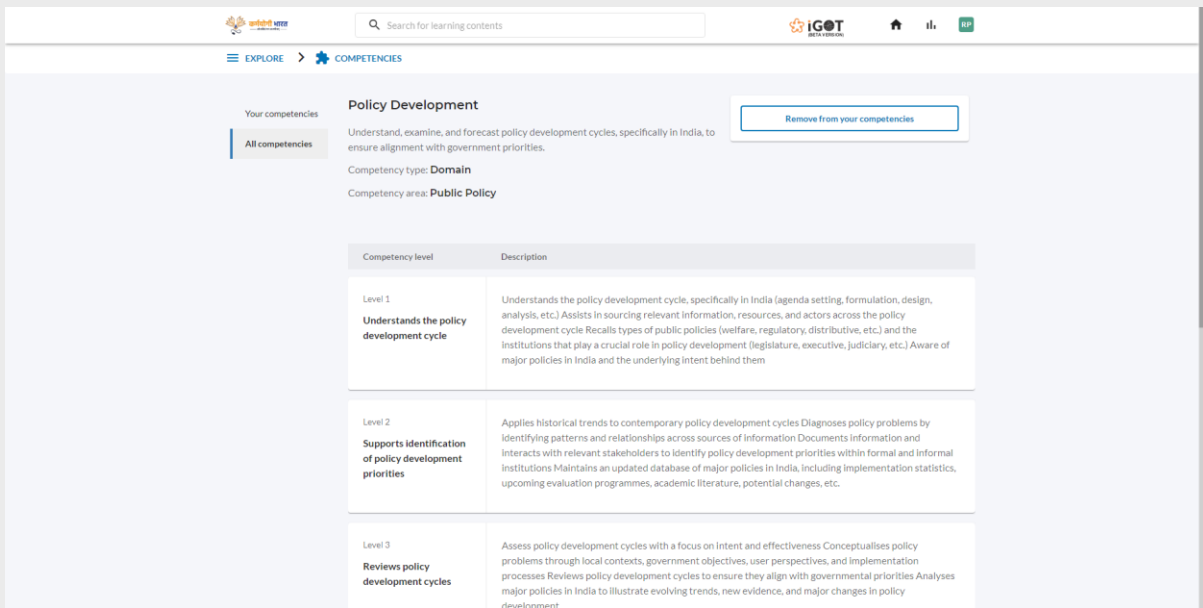 कर्मयोगी भारत
Search for learning contents
iGOT
(BETA VERSION)
RP
EXPLORE
COMPETENCIES
Your competencies
All competencies
Policy Development
Understand, examine, and forecast policy development cycles, specifically in India, to
ensure alignment with government priorities.
Competency type: Domain
Competency area: Public Policy
Remove from your competencies
Competency level Description
Level 1
Understands the policy
development cycle
Understands the policy development cycle, specifically in India (agenda setting, formulation, design,
analysis, etc.) Assists in sourcing relevant information, resources, and actors across the policy
development cycle Recalls types of public policies (welfare, regulatory, distributive, etc.) and the
institutions that play a crucial role in policy development (legislature, executive, judiciary, etc.) Aware of
major policies in India and the underlying intent behind them
Level 2
Supports identification
of policy development
priorities
Applies historical trends to contemporary policy development cycles Diagnoses policy problems by
identifying patterns and relationships across sources of information Documents information and
interacts with relevant stakeholders to identify policy development priorities within formal and informal
institutions Maintains an updated database of major policies in India, including implementation statistics,
upcoming evaluation programmes, academic literature, potential changes, etc.
Level 3
Reviews policy
development cycles
Assess policy development cycles with a focus on intent and effectiveness Conceptualises policy
problems through local contexts, government objectives, user perspectives, and implementation
processes Reviews policy development cycles to ensure they align with governmental priorities Analyses
major policies in India to illustrate evolving trends, new evidence, and major changes in policy
development